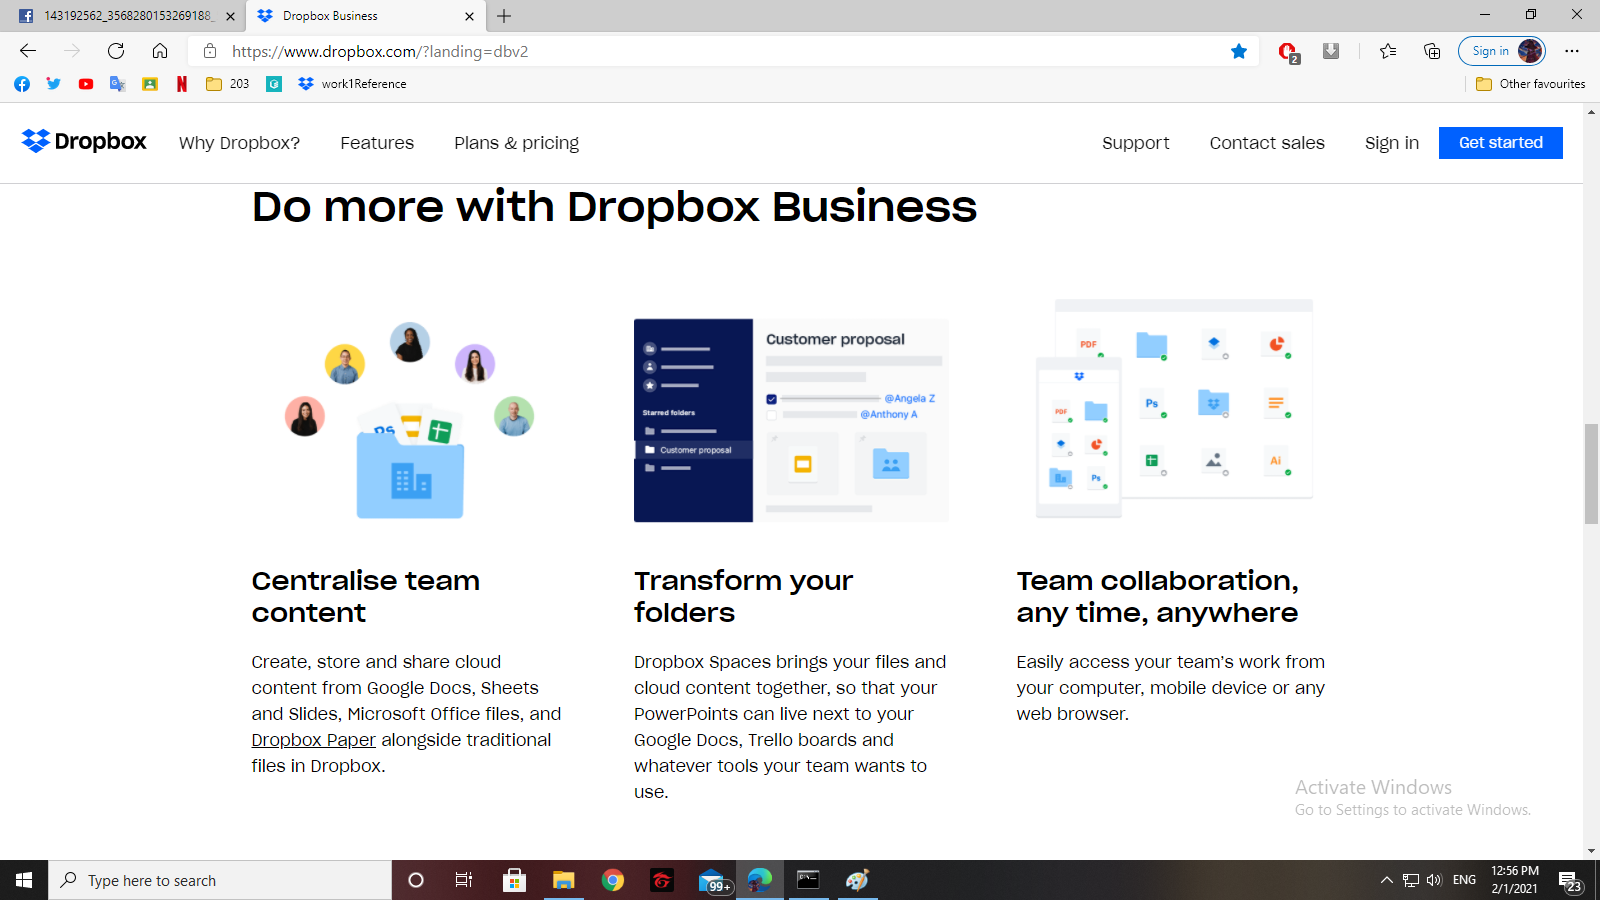 143192562_3568280153269188_
Dropbox Business
https://www.dropbox.com/?landing=dbv2
2
Sign in
203
work1Reference
Other favourites
Dropbox
Why Dropbox?
Features
Plans & pricing
Support
Contact sales
Sign in
Get started
Do more with Dropbox Business
Ps
Customer proposal
@Angela Z
@Anthony A
Starred folders
Customer proposal
PDF
Ps
Ai
PDF
Ps
Centralise team
content
Create, store and share cloud
content from Google Docs, Sheets
and Slides, Microsoft Office files, and
Dropbox Paper alongside traditional
files in Dropbox.
Transform your
folders
Dropbox Spaces brings your files and
cloud content together, so that your
PowerPoints can live next to your
Google Docs, Trello boards and
whatever tools your team wants to
use.
Team collaboration,
any time, anywhere
Easily access your team's work from
your computer, mobile device or any
web browser.
Activate Windows
Go to Settings to activate Windows.
Type here to search
99+
ENG
12:56 PM
2/1/2021
23